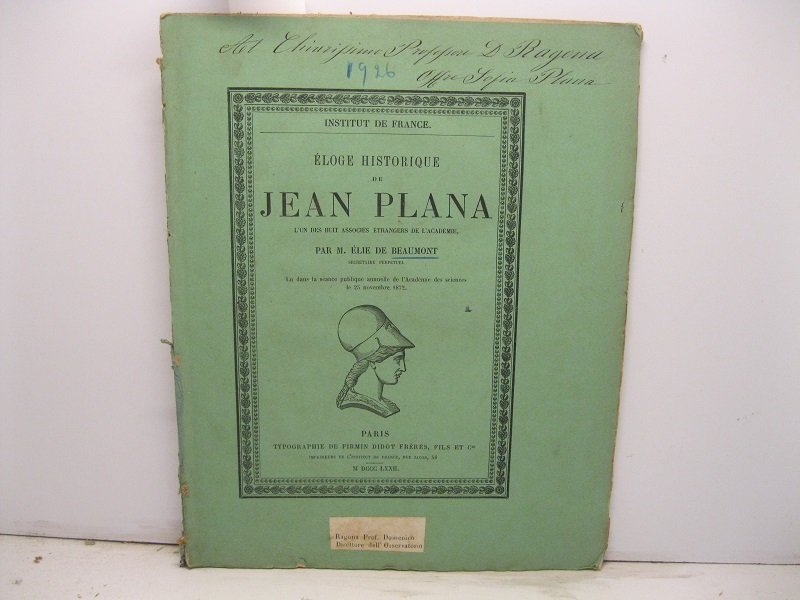 Al Chiarissimo Professore D. Ragona
1926
Offre Sofia Plana
INSTITUT DE FRANCE.
ÉLOGE HISTORIQUE
DE
JEAN PLANA
L'UN DES HUIT ASSOCIÉS ÉTRANGERS DE L'ACADÉMIE,
PAR M. ÉLIE DE BEAUMONT
SECRÉTAIRE PERPÉTUEL
Lu dans la séance publique annuelle de l'Académie des sciences
le 25 novembre 1872.
PARIS
TYPOGRAPHIE DE FIRMIN DIDOT FRÈRES, FILS ET Cie
IMPRIMEURS DE L'INSTITUT DE FRANCE, RUE JACOB, 56
M DCCC LXXII.
Ragona Prof. Domenico
Direttore dell'Osservatorio